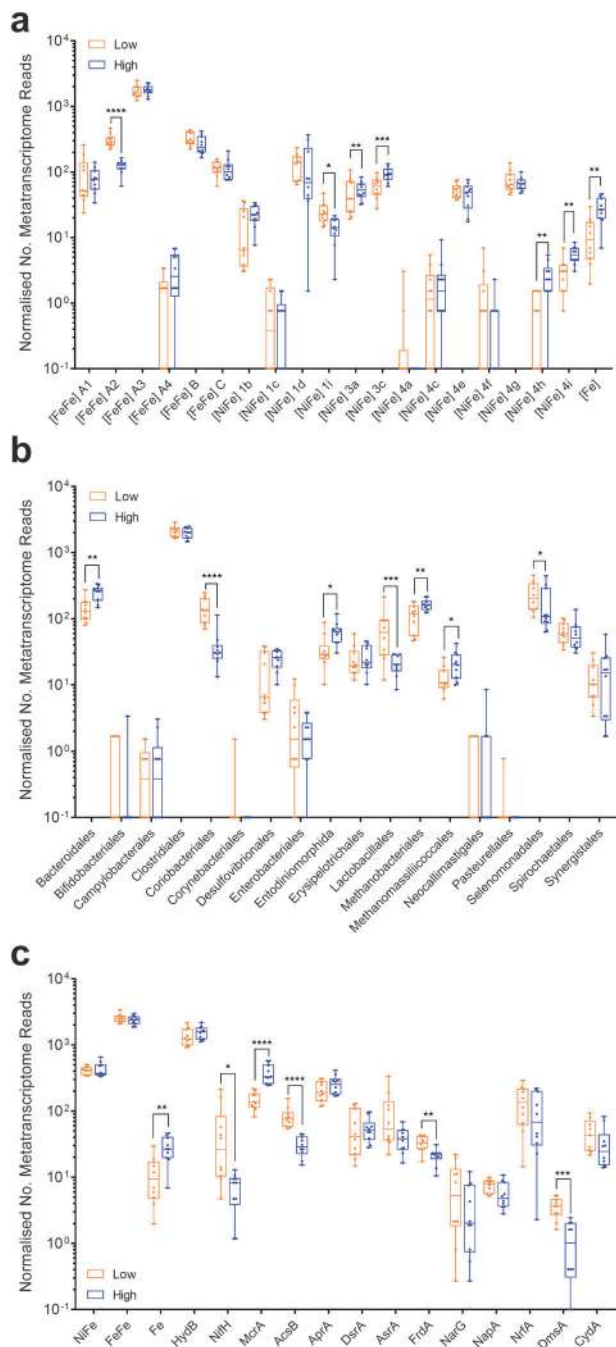 a
Normalised No. Metatranscriptome Reads
10^4
10^3
10^2
10^1
10^0
10^-1
Low
High
****
*
**
***
**
**
**
[FeFe] A1
[FeFe] A2
[FeFe] A3
[FeFe] A4
[FeFe] B
[FeFe] C
[NiFe] 1b
[NiFe] 1c
[NiFe] 1d
[NiFe] 1i
[NiFe] 3a
[NiFe] 3c
[NiFe] 4a
[NiFe] 4c
[NiFe] 4e
[NiFe] 4f
[NiFe] 4g
[NiFe] 4h
[NiFe] 4i
[Fe]
b
Normalised No. Metatranscriptome Reads
10^4
10^3
10^2
10^1
10^0
10^-1
Low
High
**
****
*
***
**
*
*
Bacteroidales
Bifidobacteriales
Campylobacterales
Clostridiales
Coriobacteriales
Corynebacteriales
Desulfovibrionales
Enterobacteriales
Entodiniomorphida
Erysipelotrichales
Lactobacillales
Methanobacteriales
Methanomassiliicoccales
Neocallimastigales
Pasteurellales
Selenomonadales
Spirochaetales
Synergistales
c
Normalised No. Metatranscriptome Reads
10^4
10^3
10^2
10^1
10^0
10^-1
Low
High
**
*
****
****
**
***
NiFe
FeFe
Fe
HydB
NifH
McrA
AcsB
AprA
DsrA
AsrA
FrdA
NarG
NapA
NrfA
DmsA
CydA